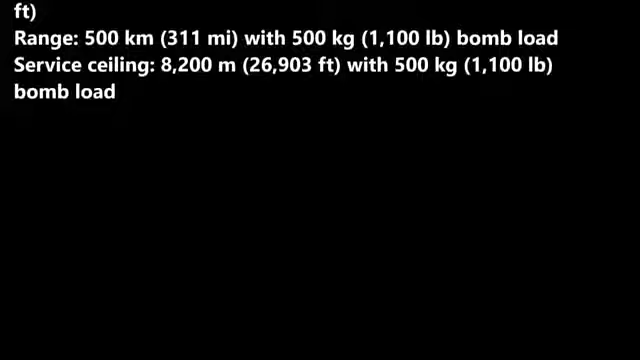 ft)
Range: 500 km (311 mi) with 500 kg (1,100 lb) bomb load
Service ceiling: 8,200 m (26,903 ft) with 500 kg (1,100 lb)
bomb load